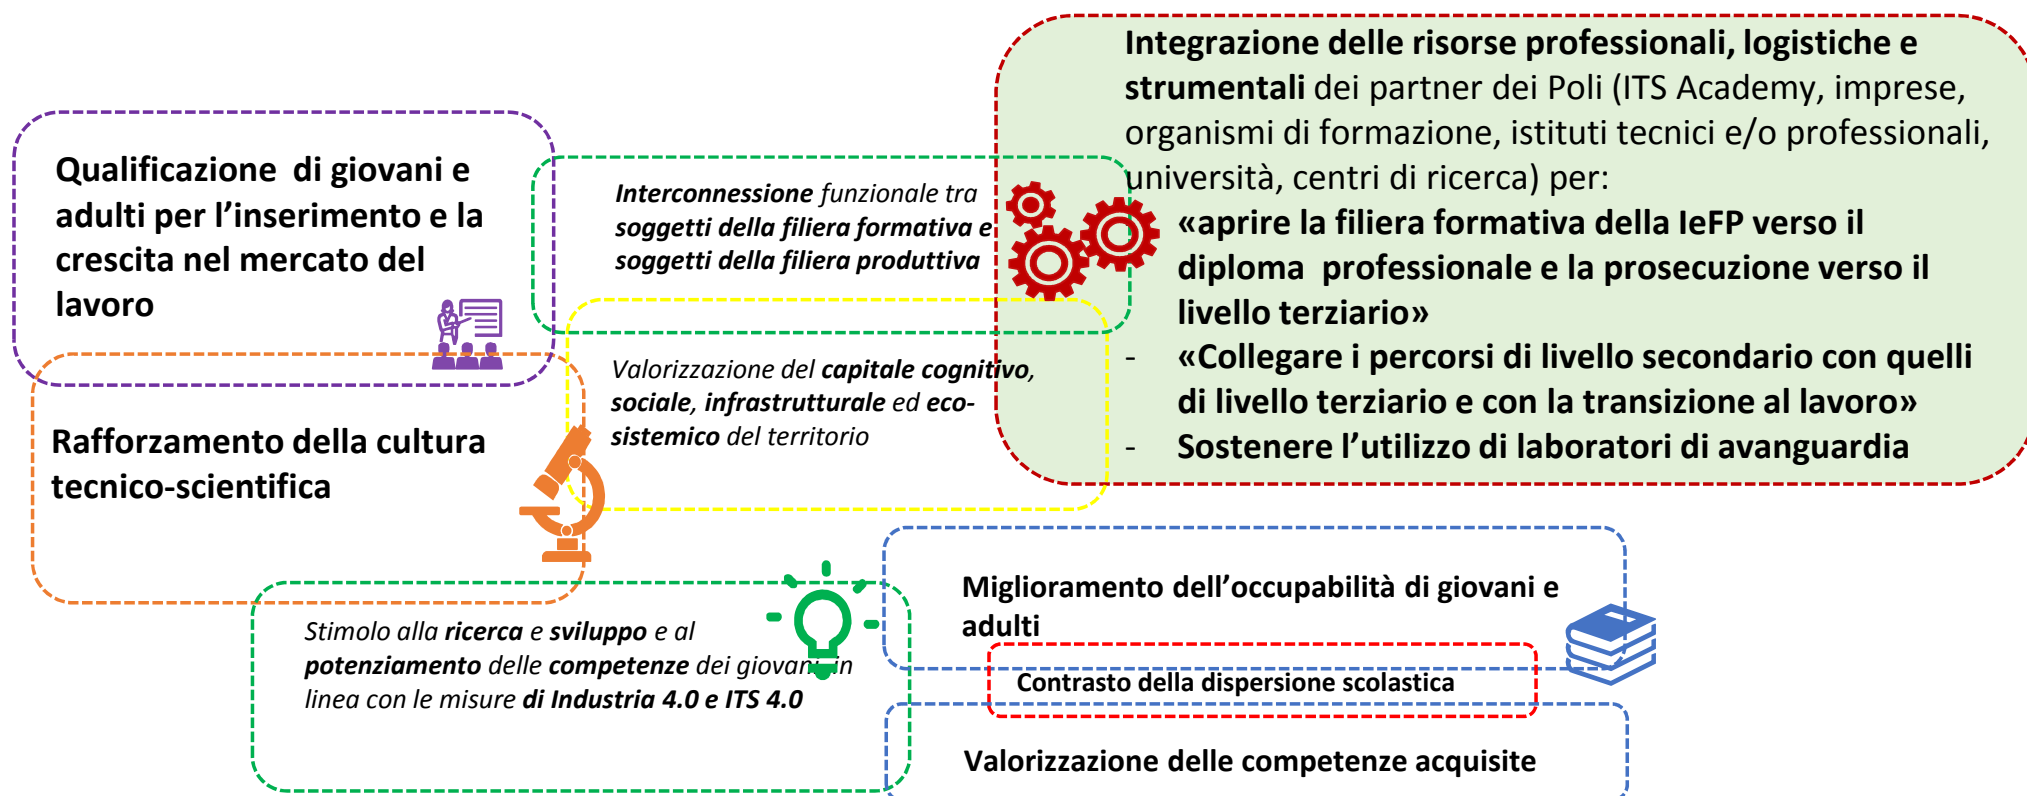 Qualificazione di giovani e
adulti per l’inserimento e la
crescita nel mercato del
lavoro
Rafforzamento della cultura
tecnico-scientifica
Interconnessione funzionale tra
soggetti della filiera formativa e
soggetti della filiera produttiva
Valorizzazione del capitale cognitivo,
sociale, infrastrutturale ed eco-
sistemico del territorio
Integrazione delle risorse professionali, logistiche e
strumentali dei partner dei Poli (ITS Academy, imprese,
organismi di formazione, istituti tecnici e/o professionali,
università, centri di ricerca) per:
«aprire la filiera formativa della IeFP verso il
diploma professionale e la prosecuzione verso il
livello terziario»
- «Collegare i percorsi di livello secondario con quelli
di livello terziario e con la transizione al lavoro»
- Sostenere l’utilizzo di laboratori di avanguardia
Stimolo alla ricerca e sviluppo e al
potenziamento delle competenze dei giovani, in
linea con le misure di Industria 4.0 e ITS 4.0
Miglioramento dell’occupabilità di giovani e
adulti
Contrasto della dispersione scolastica
Valorizzazione delle competenze acquisite